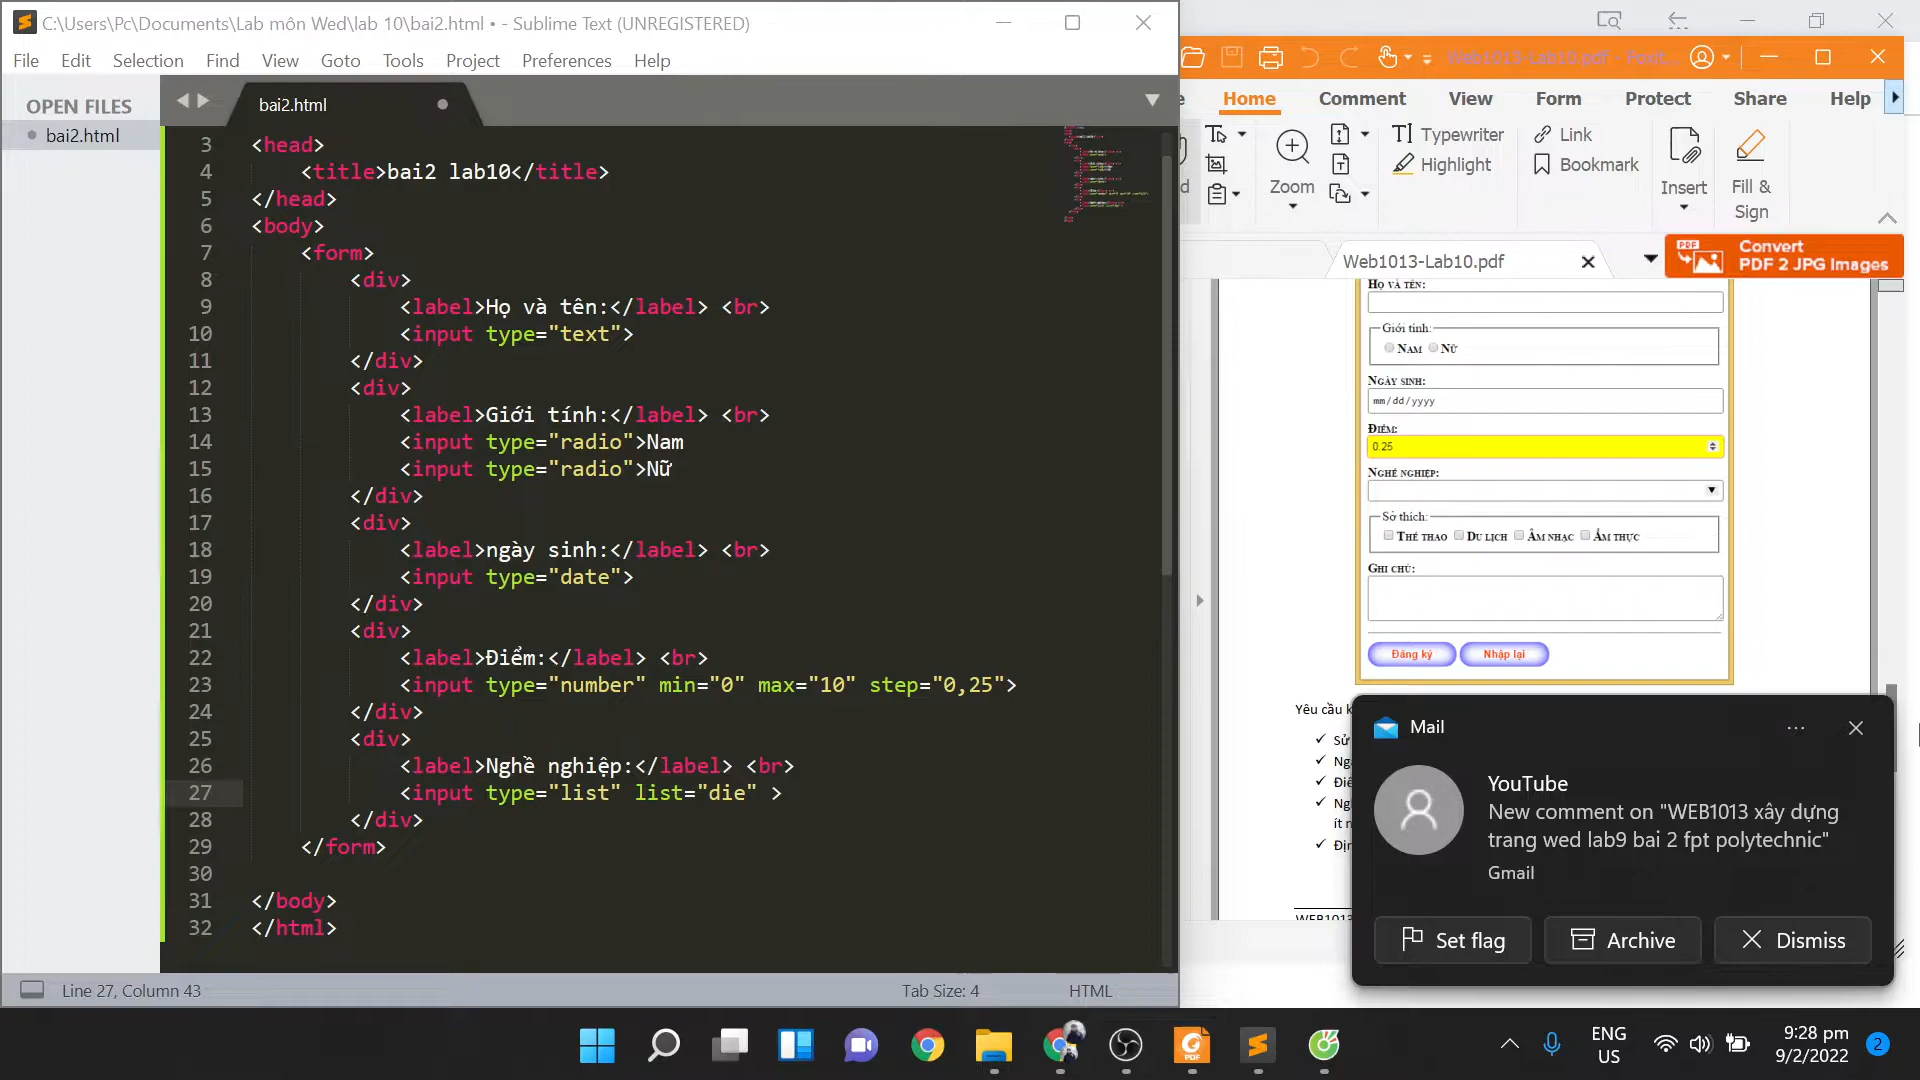 C:\Users\Pc\Documents\Lab môn Wed\lab 10\bai2.html • - Sublime Text (UNREGISTERED)
File Edit Selection Find View Goto Tools Project Preferences Help
OPEN FILES
bai2.html
bai2.html
3 <head>
4 <title>bai2 lab10</title>
5 </head>
6 <body>
7 <form>
8 <div>
9 <label>Họ và tên:</label> <br>
10 <input type="text">
11 </div>
12 <div>
13 <label>Giới tính:</label> <br>
14 <input type="radio">Nam
15 <input type="radio">Nữ
16 </div>
17 <div>
18 <label>ngày sinh:</label> <br>
19 <input type="date">
20 </div>
21 <div>
22 <label>Điểm:</label> <br>
23 <input type="number" min="0" max="10" step="0,25">
24 </div>
25 <div>
26 <label>Nghề nghiệp:</label> <br>
27 <input type="list" list="die" >
28 </div>
29 </form>
30
31 </body>
32 </html>
Line 27, Column 43
Tab Size: 4
HTML
Web1013-Lab10.pdf - Foxit...
Home Comment View Form Protect Share Help
Zoom
Typewriter
Highlight
Link
Bookmark
Insert
Fill &
Sign
Web1013-Lab10.pdf
PDF
Convert
PDF 2 JPG Images
Họ và tên:
Giới tính:
Nam Nữ
Ngày sinh:
mm/dd/yyyy
Điểm:
0.25
Nghề nghiệp:
Sở thích:
Thể thao Du lịch Âm nhạc Ẩm thực
Ghi chú:
Đăng ký Nhập lại
Yêu cầu
WEB1013
Mail
YouTube
New comment on "WEB1013 xây dựng
trang wed lab9 bai 2 fpt polytechnic"
Gmail
Set flag Archive Dismiss
PDF
ENG
US
9:28 pm
9/2/2022
2